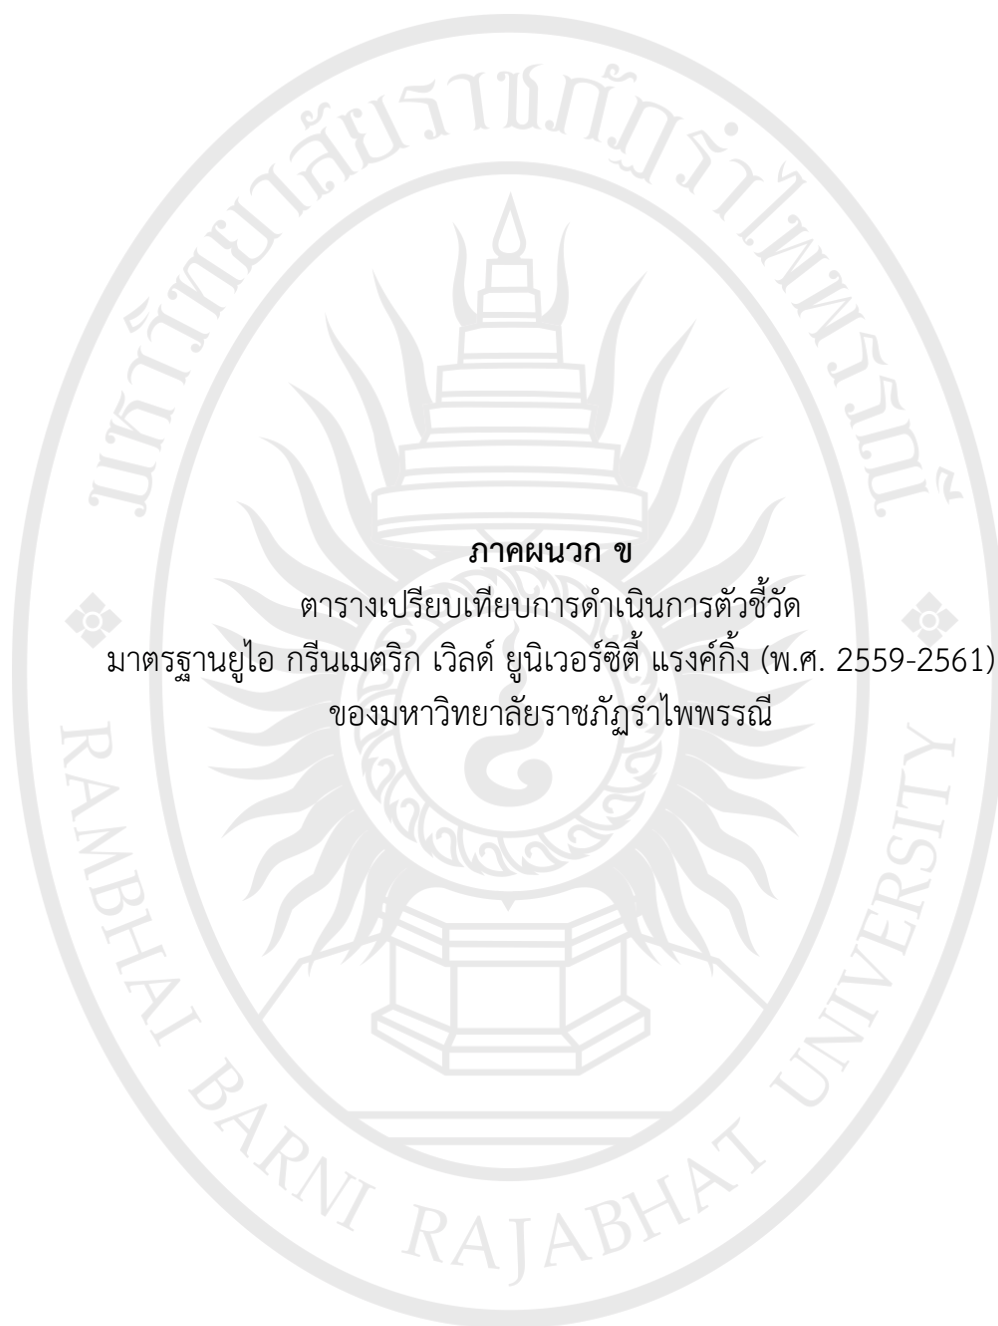 มหาวิทยาลัยราชภัฏรำไพพรรณี
ภาคผนวก ข
ตารางเปรียบเทียบการดำเนินการตัวชี้วัด
มาตรฐานยูไอ กรีนเมตริก เวิลด์ ยูนิเวอร์ซิตี้ แรงค์กิ้ง (พ.ศ. 2559-2561)
ของมหาวิทยาลัยราชภัฏรำไพพรรณี
RAMBHAI BARNI RAJABHAT UNIVERSITY